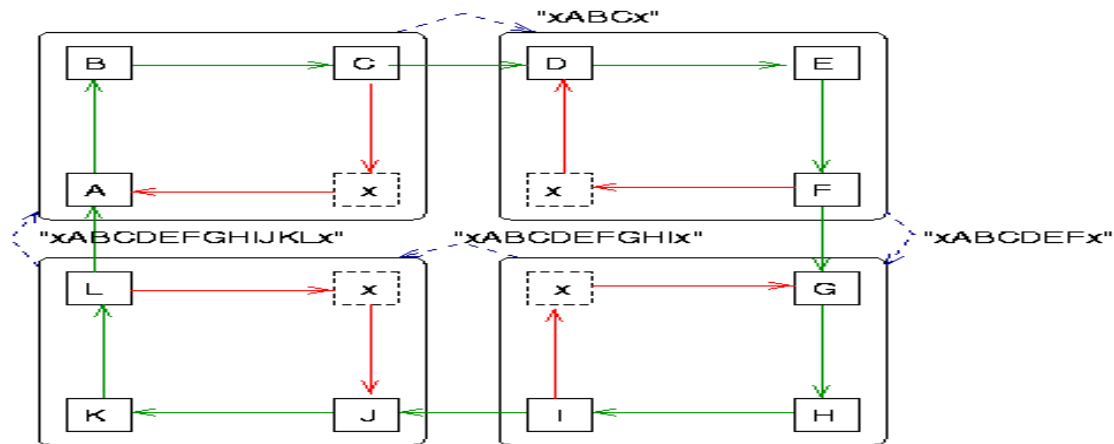 "xABCx"
B C D E
A x x F
"xABCDEFGHIJKLx" "xABCDEFGHIx" "xABCDEFx"
L x x G
K J I H